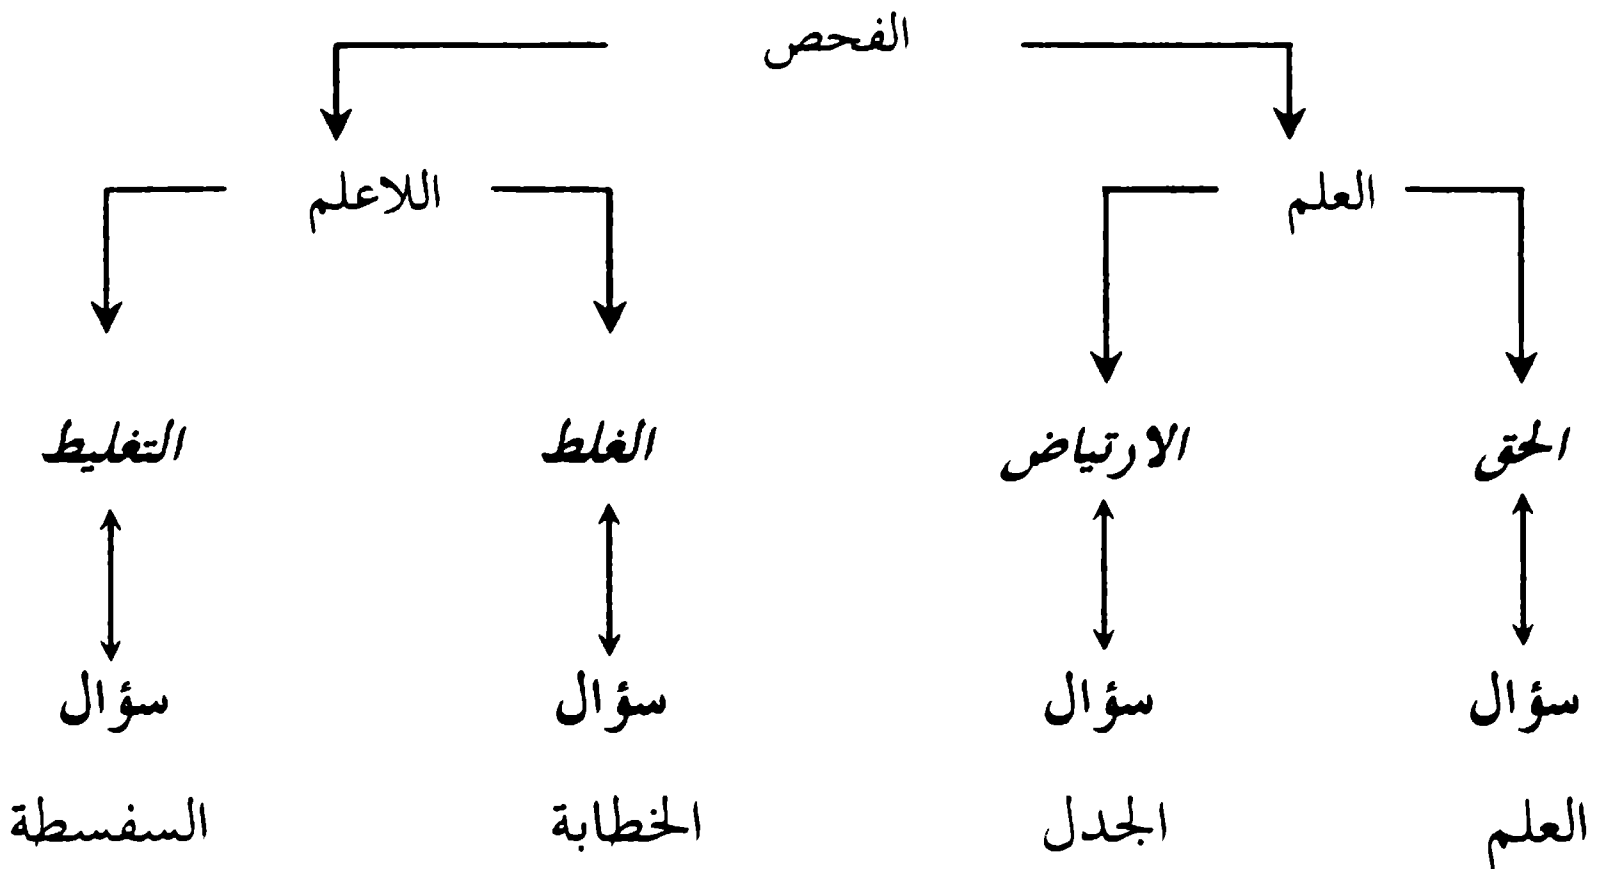 الفحص
العلم اللاعلم
الحق الارتياض الغلط التغليط
سؤال سؤال سؤال سؤال
العلم الجدل الخطابة السفسطة